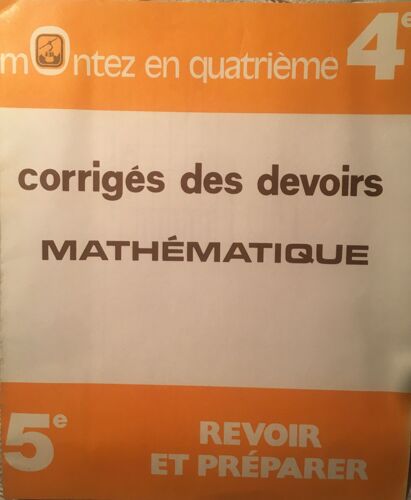 montez en quatrième 4e
corrigés des devoirs
MATHÉMATIQUE
5e
REVOIR
ET PRÉPARER